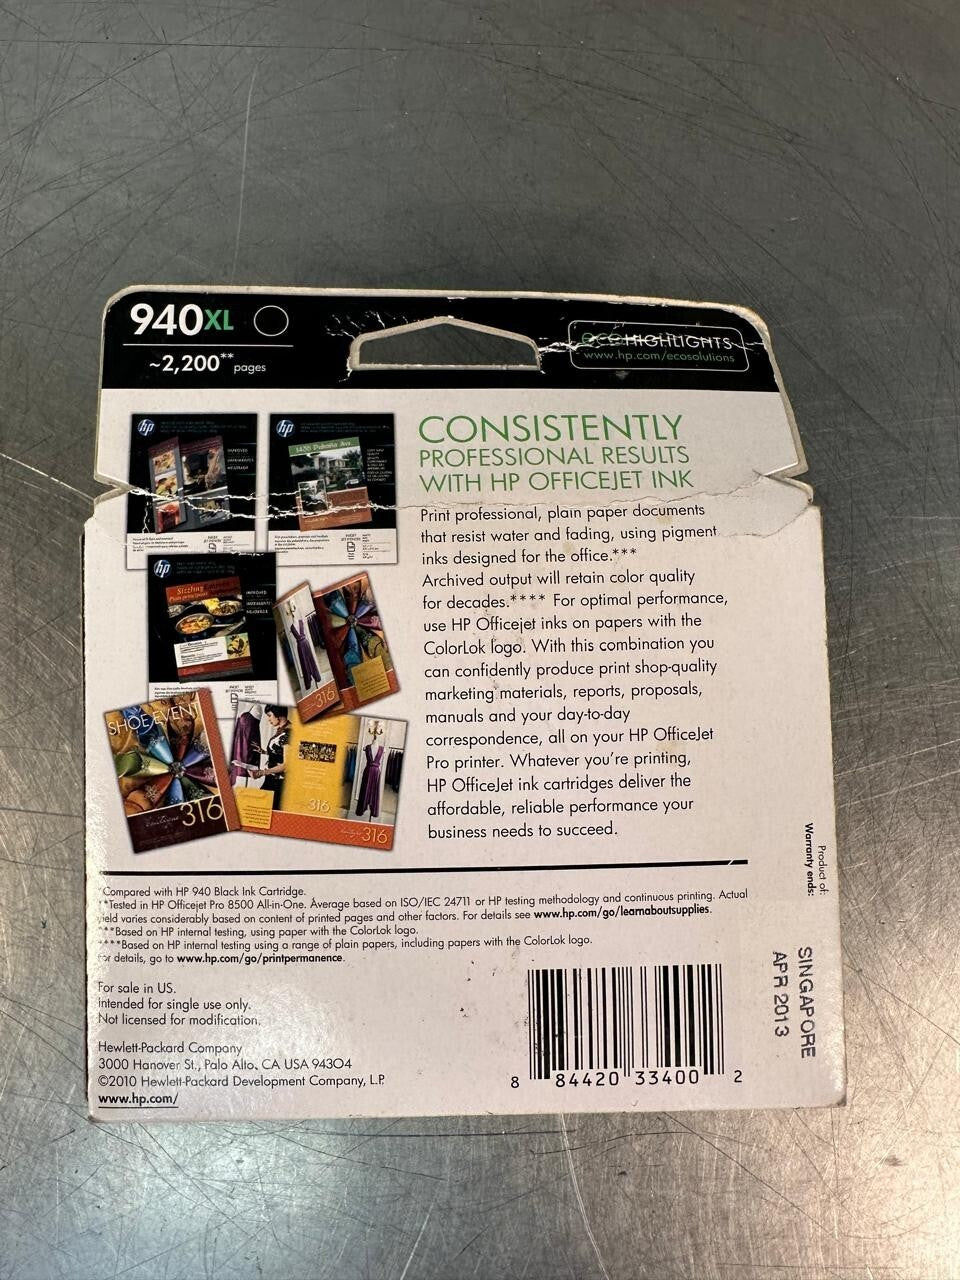 940XL
~2,200** pages
ecoHIGHLIGHTS
www.hp.com/ecosolutions
hp
hp
1435 Palmito Ave.
hp
Sizzling
316
SHOE EVENT
316
316
316
CONSISTENTLY
PROFESSIONAL RESULTS
WITH HP OFFICEJET INK
Print professional, plain paper documents
that resist water and fading, using pigment
inks designed for the office.***
Archived output will retain color quality
for decades.**** For optimal performance,
use HP Officejet inks on papers with the
ColorLok logo. With this combination you
can confidently produce print shop-quality
marketing materials, reports, proposals,
manuals and your day-to-day
correspondence, all on your HP OfficeJet
Pro printer. Whatever you're printing,
HP OfficeJet ink cartridges deliver the
affordable, reliable performance your
business needs to succeed.
*Compared with HP 940 Black Ink Cartridge.
**Tested in HP Officejet Pro 8500 All-in-One. Average based on ISO/IEC 24711 or HP testing methodology and continuous printing. Actual
yield varies considerably based on content of printed pages and other factors. For details see www.hp.com/go/learnaboutsupplies.
***Based on HP internal testing, using paper with the ColorLok logo.
****Based on HP internal testing using a range of plain papers, including papers with the ColorLok logo.
For details, go to www.hp.com/go/printpermanence.
For sale in US.
Intended for single use only.
Not licensed for modification.
Hewlett-Packard Company
3000 Hanover St., Palo Alto, CA USA 94304
©2010 Hewlett-Packard Development Company, L.P.
www.hp.com/
8 84420 33400 2
Product of:
Warranty ends:
SINGAPORE
APR 2013